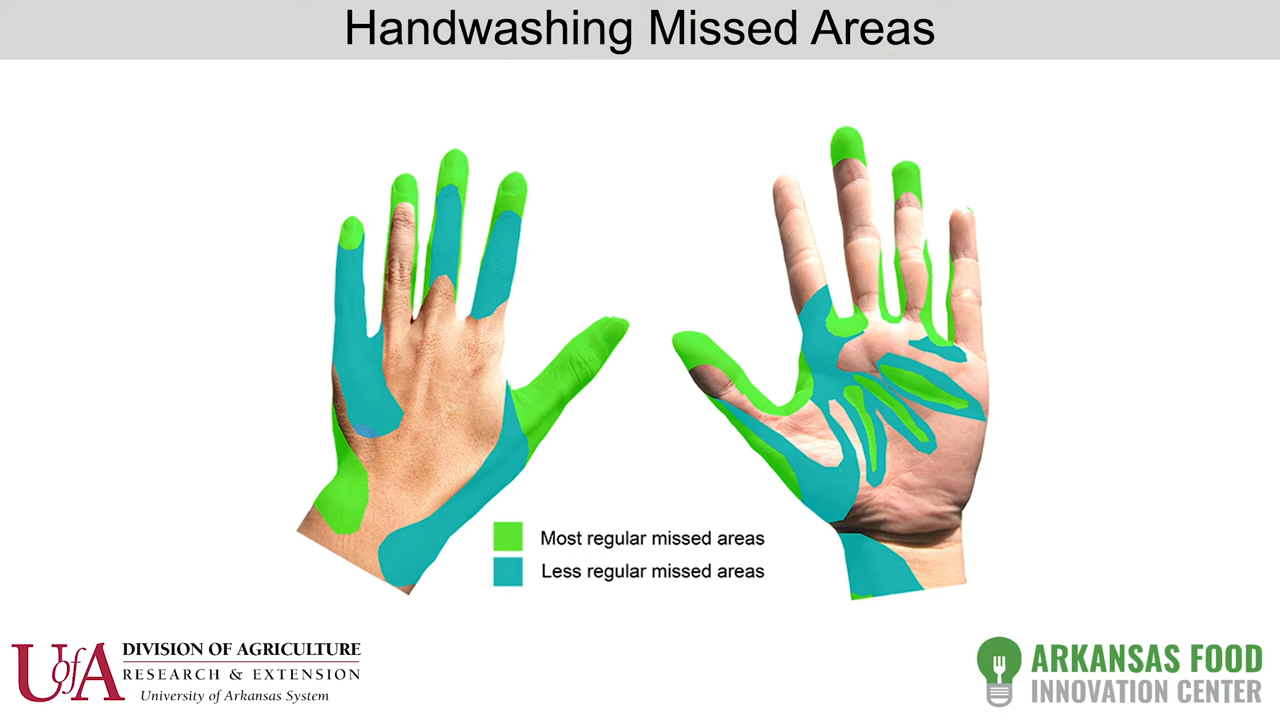 Handwashing Missed Areas
Most regular missed areas
Less regular missed areas
UofA
DIVISION OF AGRICULTURE
RESEARCH & EXTENSION
University of Arkansas System
ARKANSAS FOOD
INNOVATION CENTER